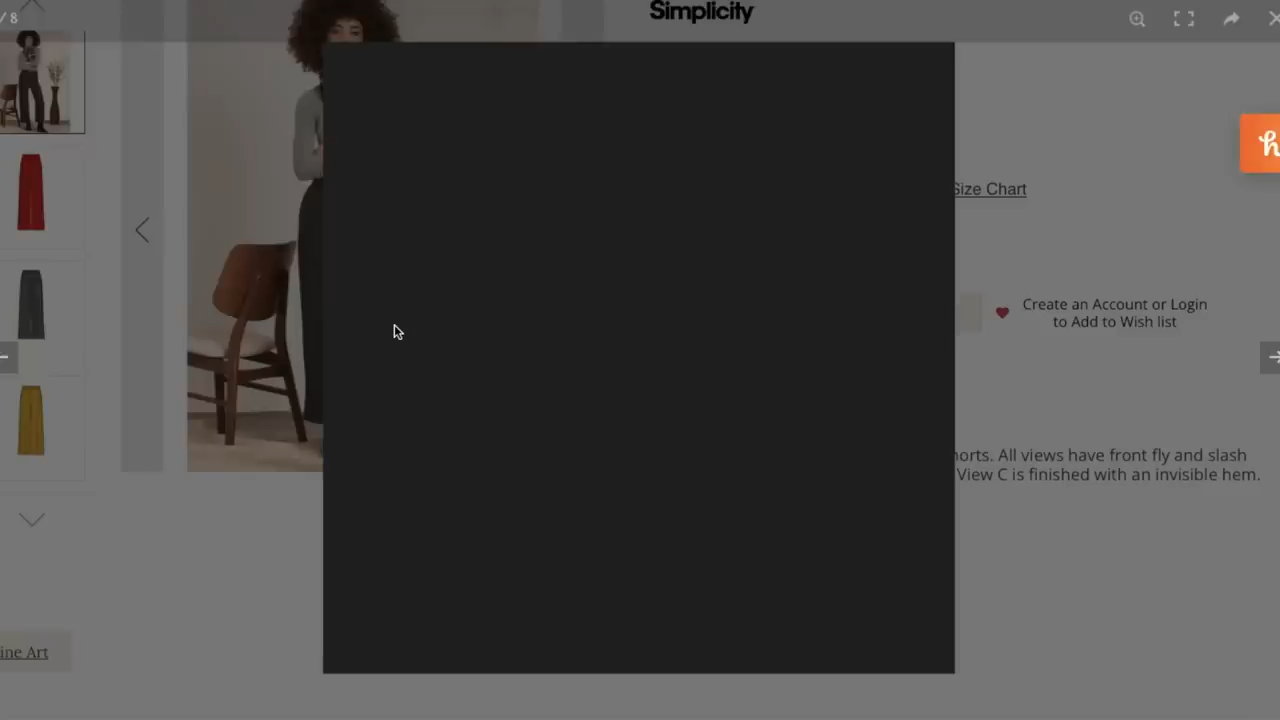 / 8
Simplicity
Size Chart
Create an Account or Login
to Add to Wish list
horts. All views have front fly and slash
View C is finished with an invisible hem.
ine Art